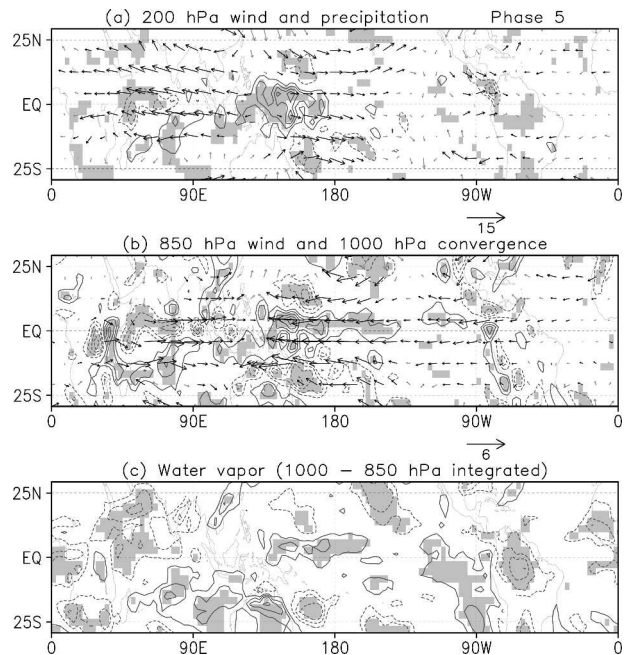 (a) 200 hPa wind and precipitation Phase 5
25N
EQ
25S
0 90E 180 90W 0
15
(b) 850 hPa wind and 1000 hPa convergence
25N
EQ
25S
0 90E 180 90W 0
6
(c) Water vapor (1000 − 850 hPa integrated)
25N
EQ
25S
0 90E 180 90W 0